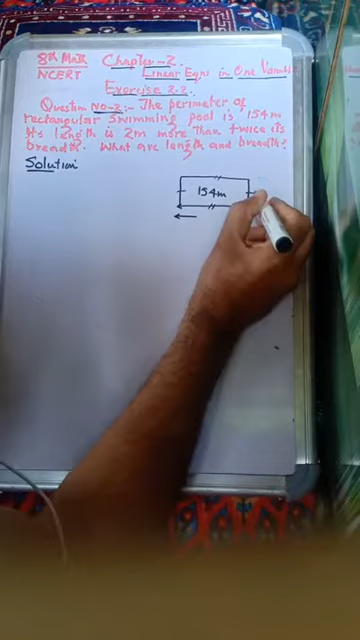 8th Math Chapter-2
NCERT Linear Eqns in One Variable
Exercise 2.2
Question No-2:- The perimeter of
rectangular swimming pool is 154m
It's length is 2m more than twice its
breadth. What are length and breadth?
Solution
154m